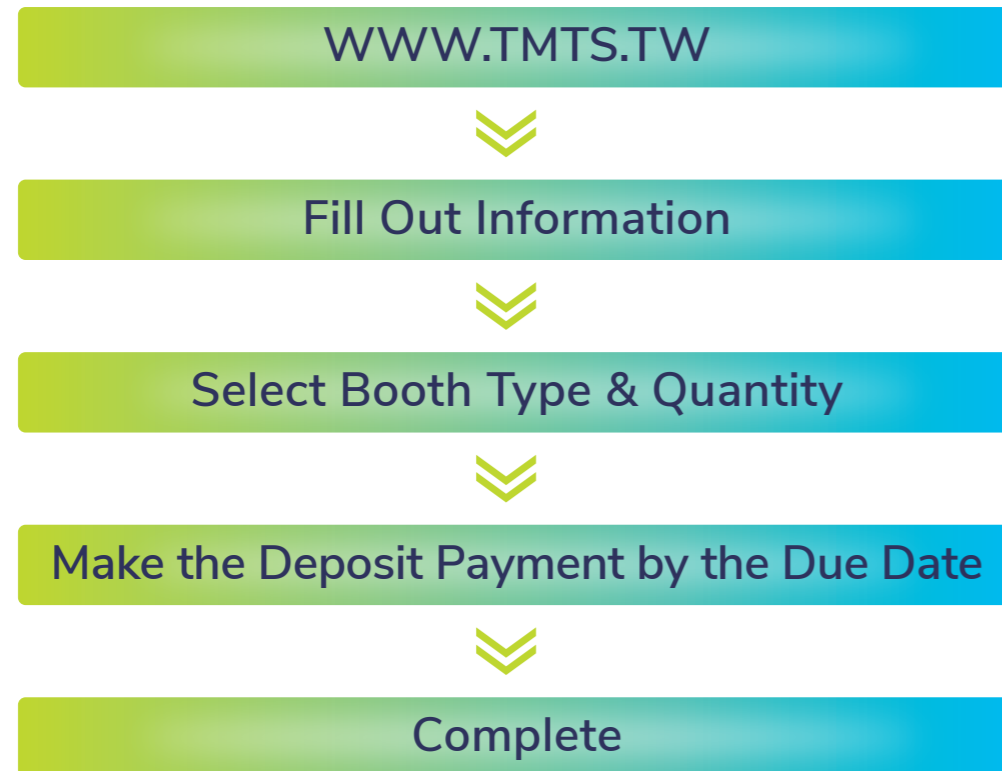 WWW.TMTS.TW
Fill Out Information
Select Booth Type & Quantity
Make the Deposit Payment by the Due Date
Complete